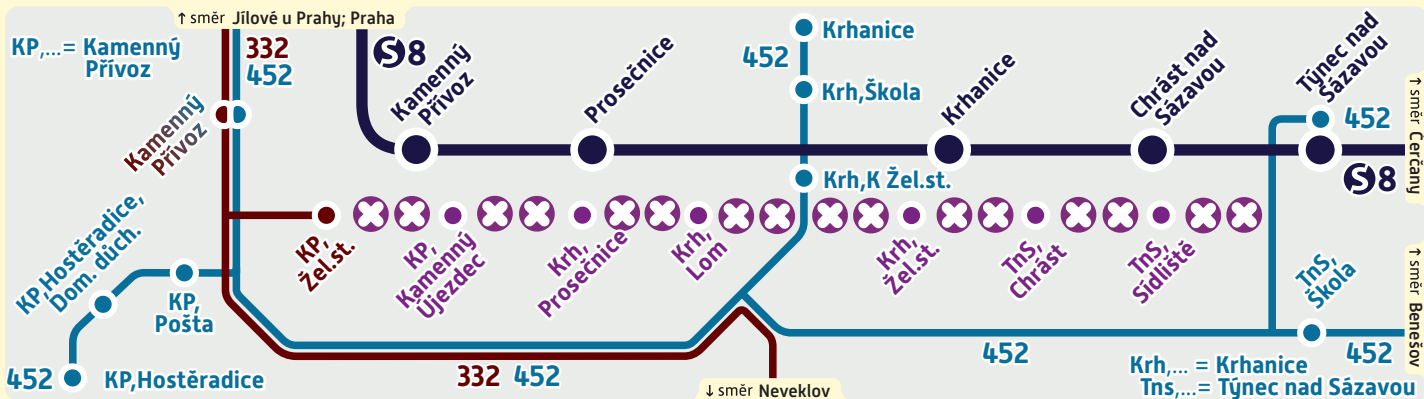 ↑ směr Jílové u Prahy; Praha
KP,...= Kamenný
Přívoz
332
452
S 8
Kamenný
Přívoz
Prosečnice
452
Krhanice
Krh,Škola
Krhanice
Chrást nad
Sázavou
Týnec nad
Sázavou
452
↑ směr Čerčany
Kamenný
Přívoz
Krh,K Žel.st.
S 8
KP,Hostěradice,
Dom. důch.
KP,
Pošta
KP,
Žel.st.
KP,
Kamenný
Újezdec
Krh,
Prosečnice
Krh,
Lom
Krh,
Žel.st.
TnS,
Chrást
TnS,
Sídliště
TnS,
Škola
↑ směr Benešov
452
KP,Hostěradice
332 452
↓ směr Neveklov
452
452
Krh,... = Krhanice
Tns,...= Týnec nad Sázavou